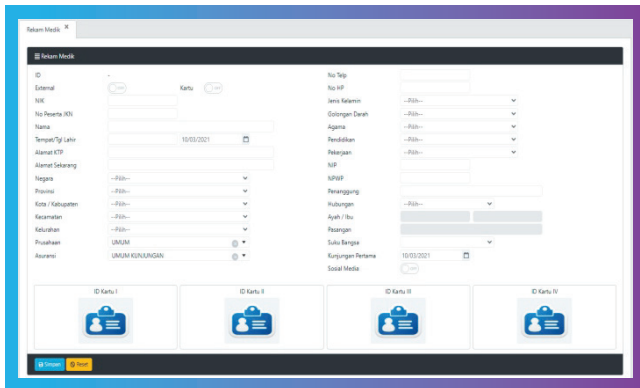 Rekam Medik ×
Rekam Medik
ID -
External OFF Kartu OFF
NIK
No Peserta JKN
Nama
Tempat/Tgl Lahir 10/03/2021
Alamat KTP
Alamat Sekarang
Negara --Pilih--
Provinsi --Pilih--
Kota / Kabupaten --Pilih--
Kecamatan --Pilih--
Kelurahan --Pilih--
Prusahaan UMUM
Asuransi UMUM KUNJUNGAN
No Telp
No HP
Jenis Kelamin --Pilih--
Golongan Darah --Pilih--
Agama --Pilih--
Pendidikan --Pilih--
Pekerjaan --Pilih--
NIP
NPWP
Penanggung
Hubungan --Pilih--
Ayah / Ibu
Pasangan
Suku Bangsa
Kunjungan Pertama 10/03/2021
Sosial Media OFF
ID Kartu I
ID Kartu II
ID Kartu III
ID Kartu IV
Simpan Reset